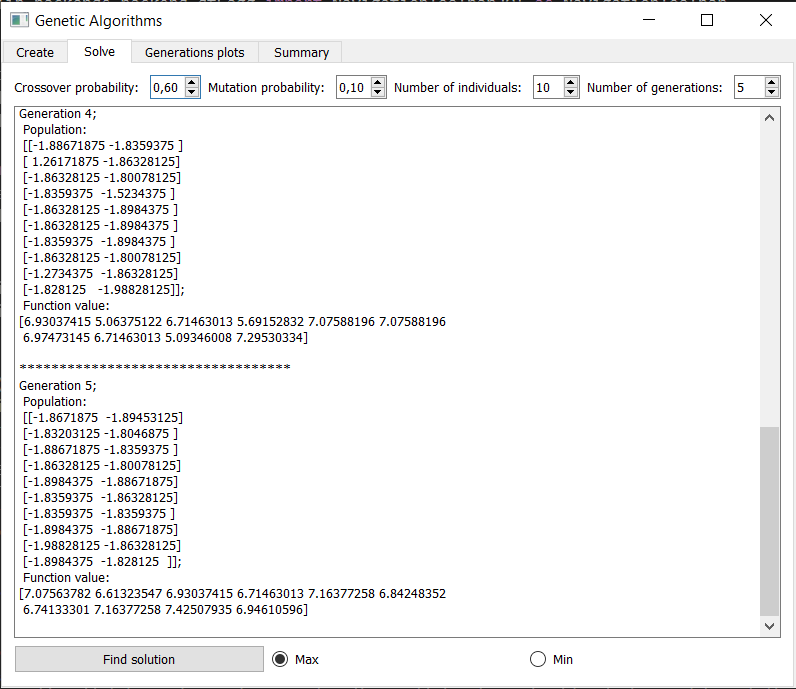 Genetic Algorithms
Create Solve Generations plots Summary
Crossover probability: 0,60 Mutation probability: 0,10 Number of individuals: 10 Number of generations: 5
Generation 4;
Population:
[[-1.88671875 -1.8359375 ]
[ 1.26171875 -1.86328125]
[-1.86328125 -1.80078125]
[-1.8359375 -1.5234375 ]
[-1.86328125 -1.8984375 ]
[-1.86328125 -1.8984375 ]
[-1.8359375 -1.8984375 ]
[-1.86328125 -1.80078125]
[-1.2734375 -1.86328125]
[-1.828125 -1.98828125]];
Function value:
[6.93037415 5.06375122 6.71463013 5.69152832 7.07588196 7.07588196
6.97473145 6.71463013 5.09346008 7.29530334]
**********************************
Generation 5;
Population:
[[-1.8671875 -1.89453125]
[-1.83203125 -1.8046875 ]
[-1.88671875 -1.8359375 ]
[-1.86328125 -1.80078125]
[-1.8984375 -1.88671875]
[-1.8359375 -1.86328125]
[-1.8359375 -1.8359375 ]
[-1.8984375 -1.88671875]
[-1.98828125 -1.86328125]
[-1.8984375 -1.828125 ]];
Function value:
[7.07563782 6.61323547 6.93037415 6.71463013 7.16377258 6.84248352
6.74133301 7.16377258 7.42507935 6.94610596]
Find solution Max Min